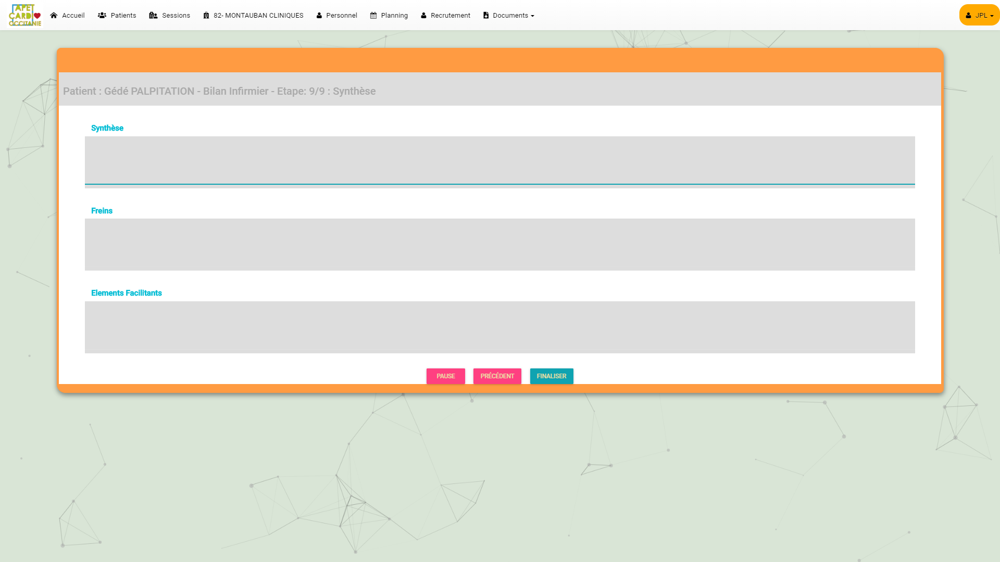 APET
CARDI
OCCITANIE
Accueil
Patients
Sessions
82- MONTAUBAN CLINIQUES
Personnel
Planning
Recrutement
Documents
JPL
Patient : Gédé PALPITATION - Bilan Infirmier - Etape: 9/9 : Synthèse
Synthèse
Freins
Elements Facilitants
PAUSE
PRÉCÉDENT
FINALISER